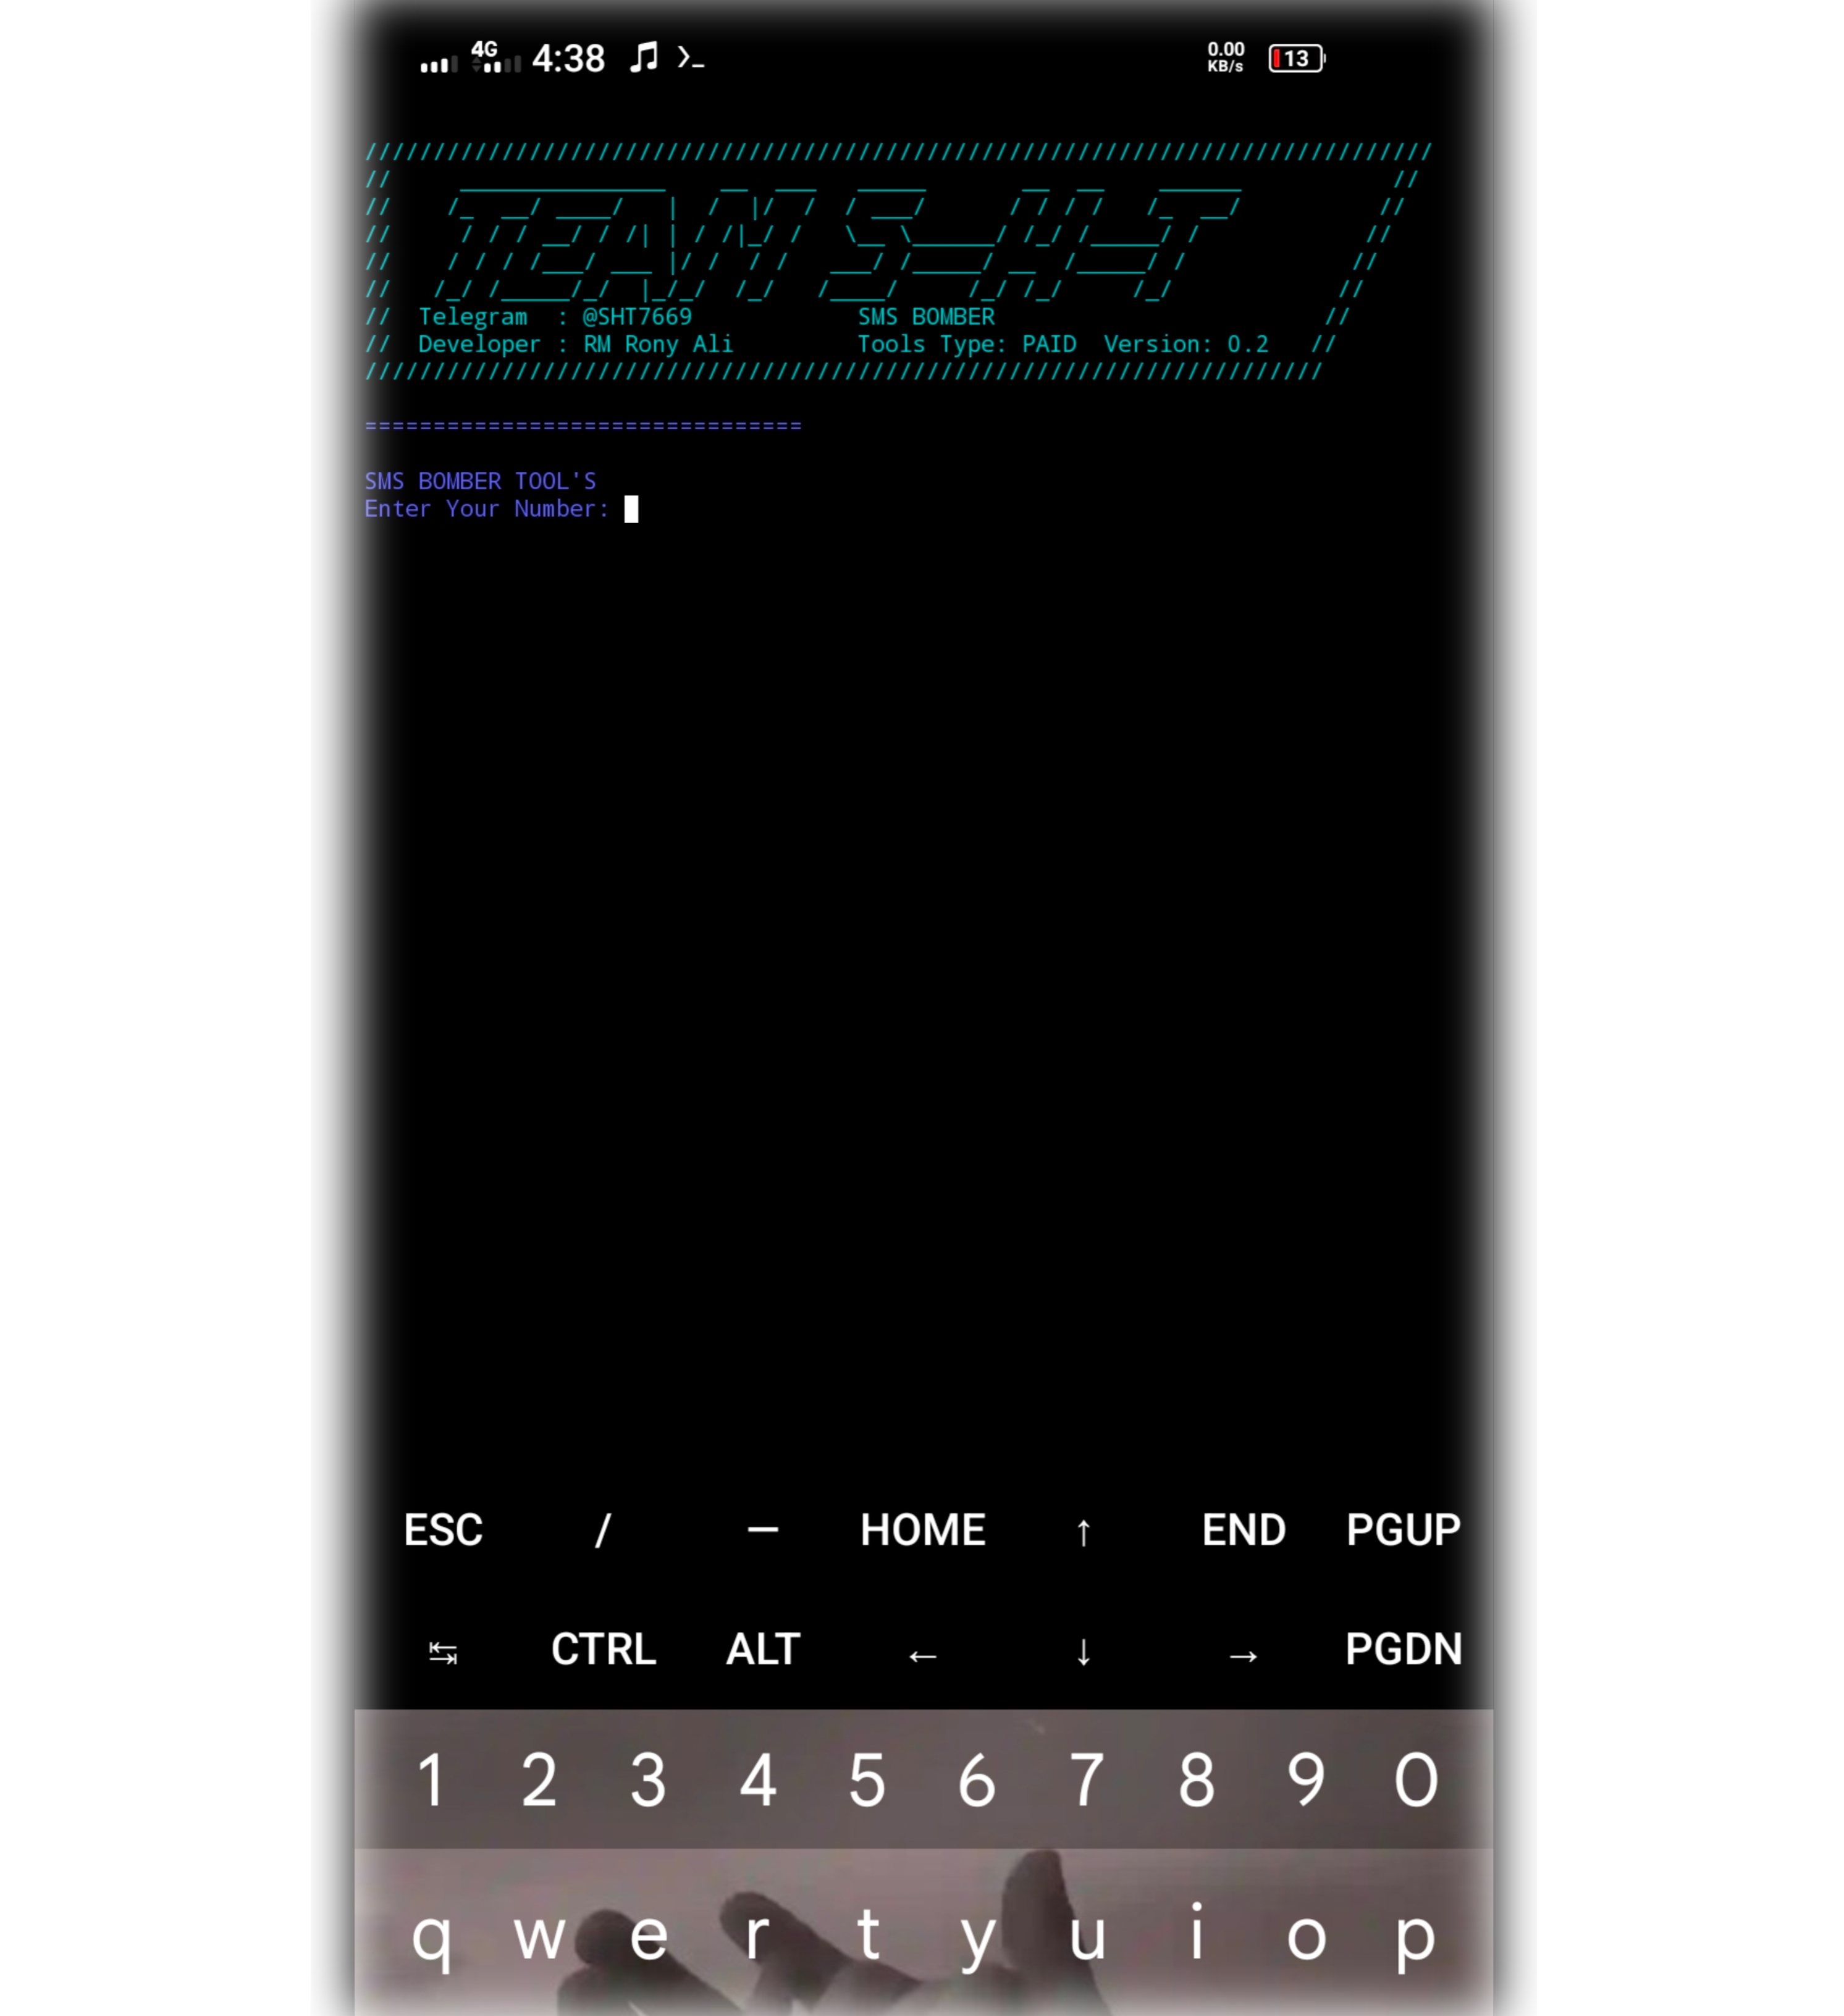 4G 4:38 0.00 KB/s 13
TEAM S-H-T
Telegram : @SHT7669 SMS BOMBER
Developer : RM Rony Ali Tools Type: PAID Version: 0.2
===============================
SMS BOMBER TOOL'S
Enter Your Number:
ESC / — HOME ↑ END PGUP
↹ CTRL ALT ← ↓ → PGDN
1 2 3 4 5 6 7 8 9 0
q w e r t y u i o p